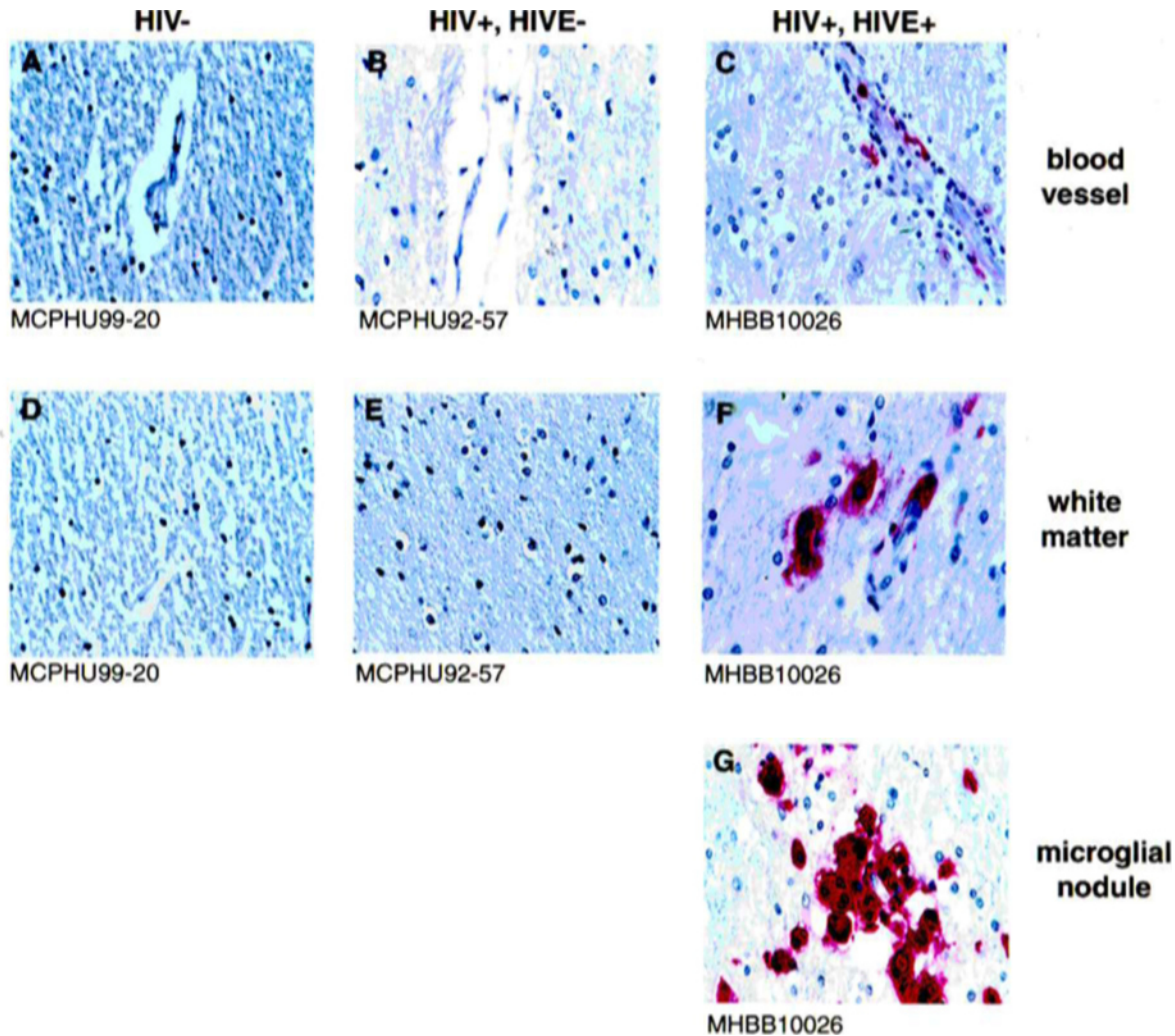 HIV-
HIV+, HIVE-
HIV+, HIVE+
A
B
C
blood
vessel
MCPHU99-20
MCPHU92-57
MHBB10026
D
E
F
white
matter
MCPHU99-20
MCPHU92-57
MHBB10026
G
microglial
nodule
MHBB10026